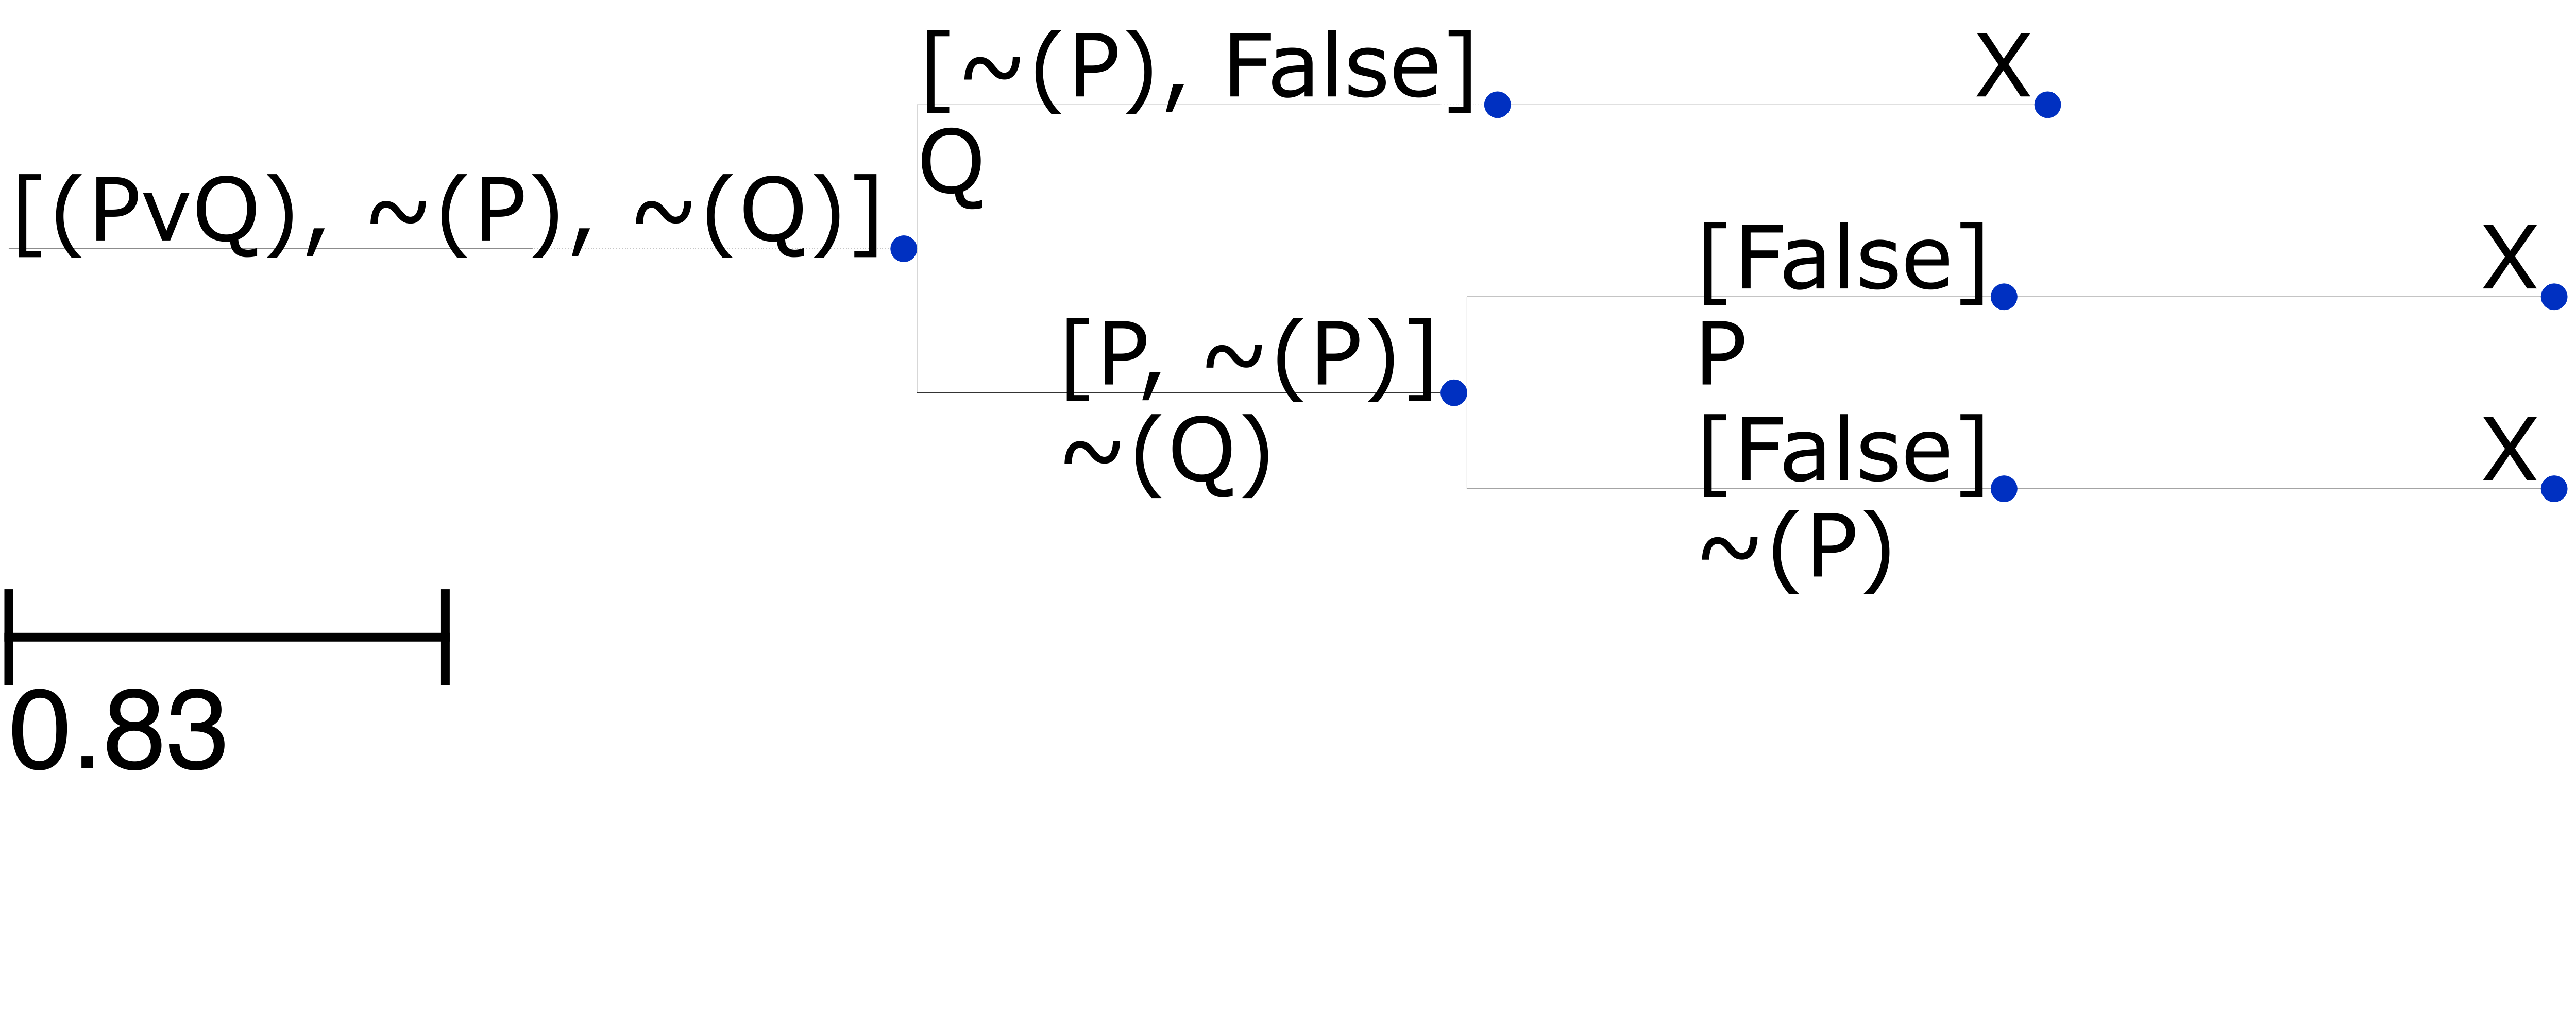 [~(P), False]
X
Q
[(PvQ), ~(P), ~(Q)]
[False]
X
[P, ~(P)]
P
~(Q)
[False]
X
~(P)
0.83